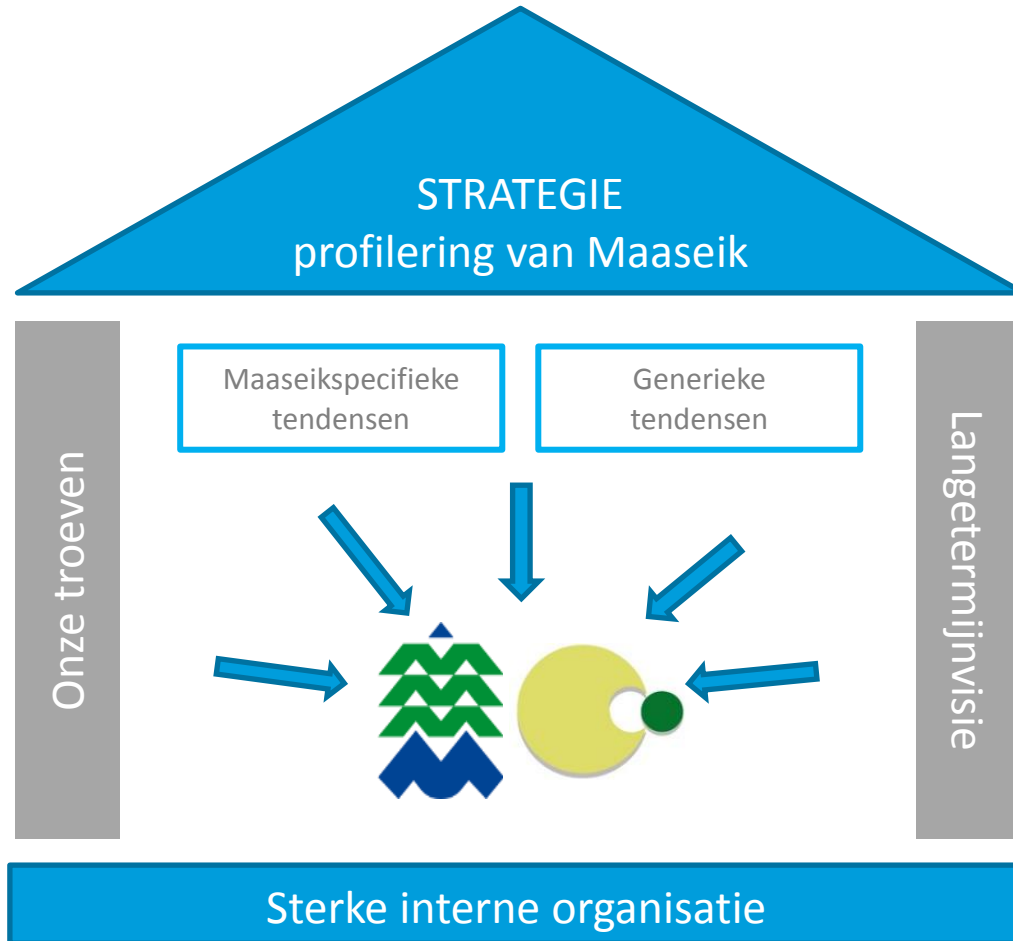 STRATEGIE
profilering van Maaseik
Maaseikspecifieke
tendensen
Generieke
tendensen
Onze troeven
Langetermijnvisie
Sterke interne organisatie